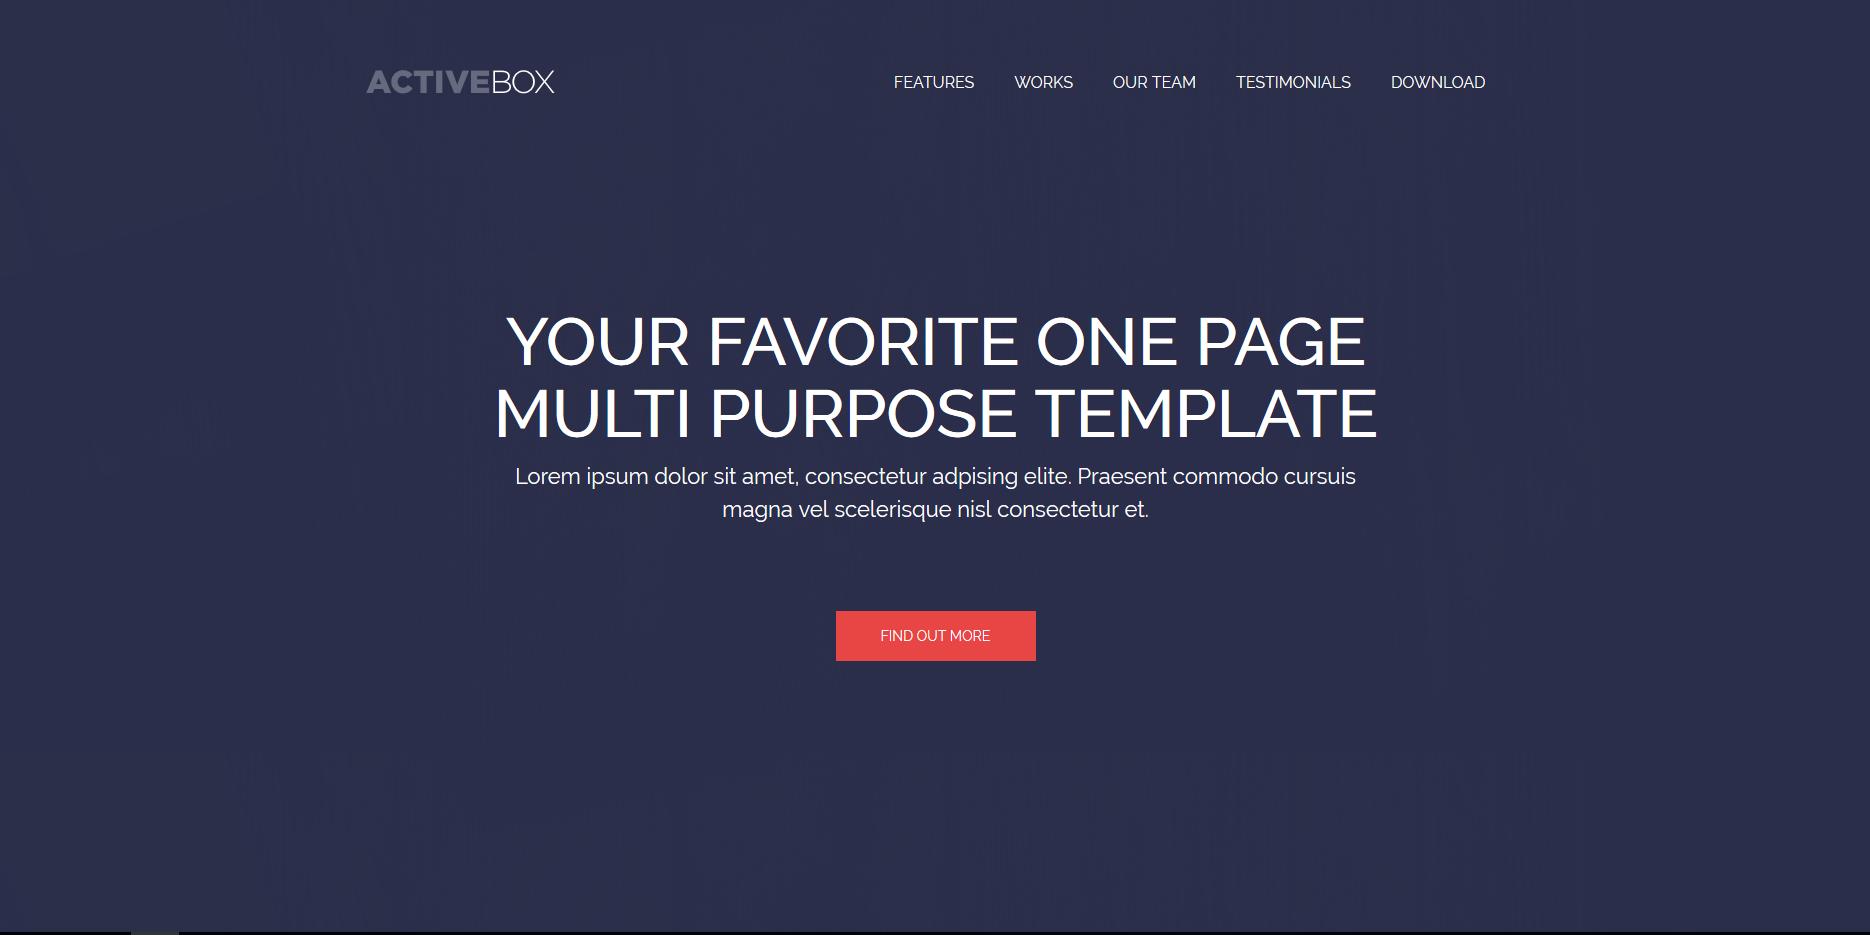 ACTIVEBOX
FEATURES WORKS OUR TEAM TESTIMONIALS DOWNLOAD
YOUR FAVORITE ONE PAGE
MULTI PURPOSE TEMPLATE
Lorem ipsum dolor sit amet, consectetur adpising elite. Praesent commodo cursuis
magna vel scelerisque nisl consectetur et.
FIND OUT MORE